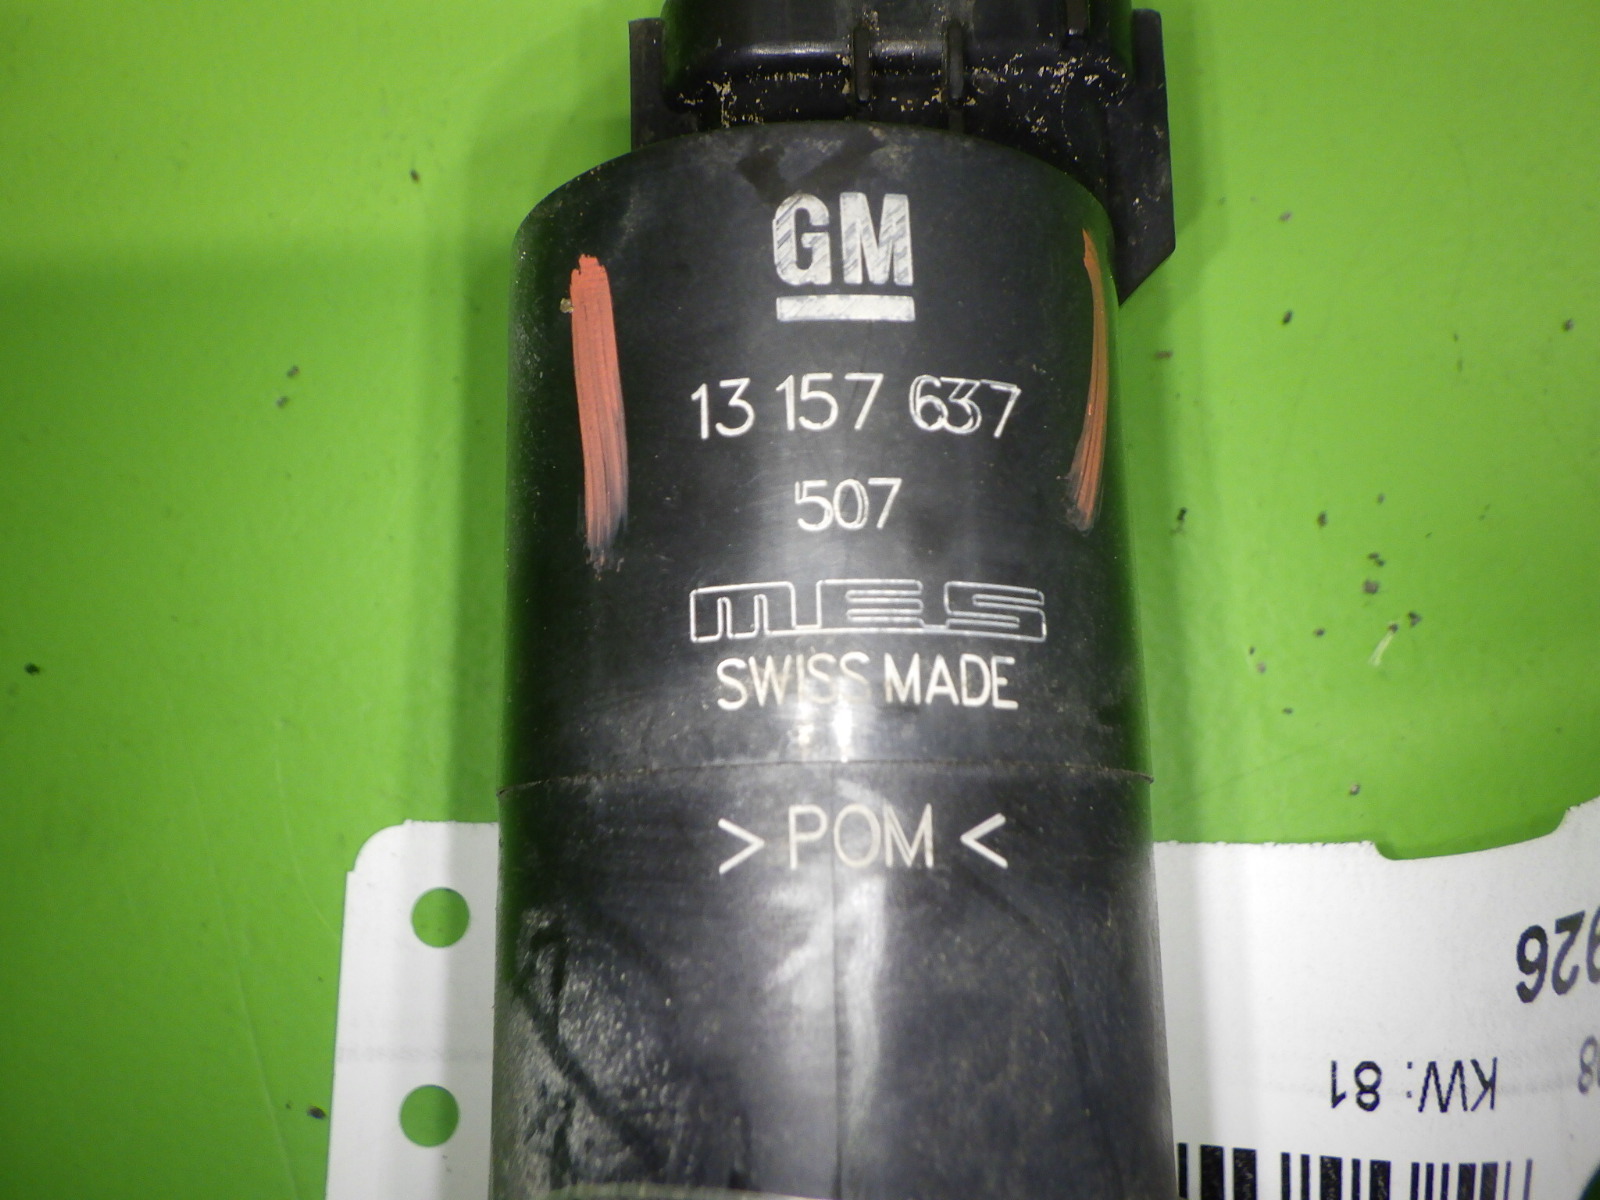 GM
13 157 637
507
MES
SWISS MADE
> POM <
926
KW: 81